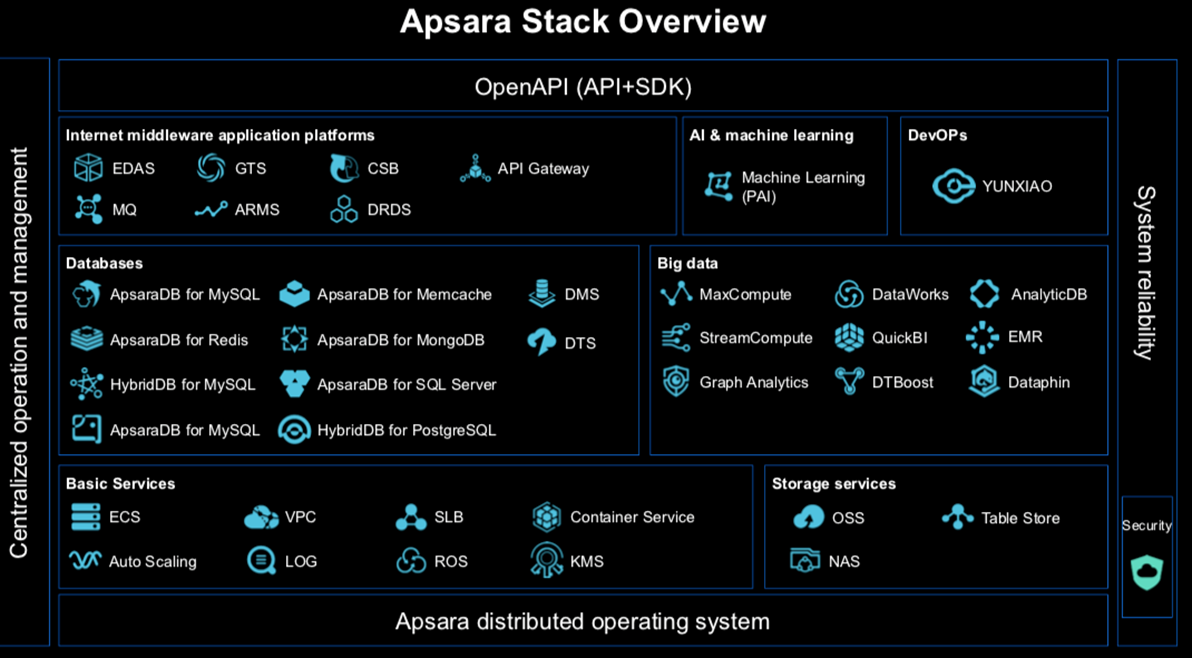 Apsara Stack Overview
Centralized operation and management
OpenAPI (API+SDK)
Internet middleware application platforms
EDAS GTS CSB API Gateway
MQ ARMS DRDS
AI & machine learning
Machine Learning
(PAI)
DevOPs
YUNXIAO
Databases
ApsaraDB for MySQL ApsaraDB for Memcache DMS
ApsaraDB for Redis ApsaraDB for MongoDB DTS
HybridDB for MySQL ApsaraDB for SQL Server
ApsaraDB for MySQL HybridDB for PostgreSQL
Big data
MaxCompute DataWorks AnalyticDB
StreamCompute QuickBI EMR
Graph Analytics DTBoost Dataphin
Basic Services
ECS VPC SLB Container Service
Auto Scaling LOG ROS KMS
Storage services
OSS Table Store
NAS
Apsara distributed operating system
System reliability
Security